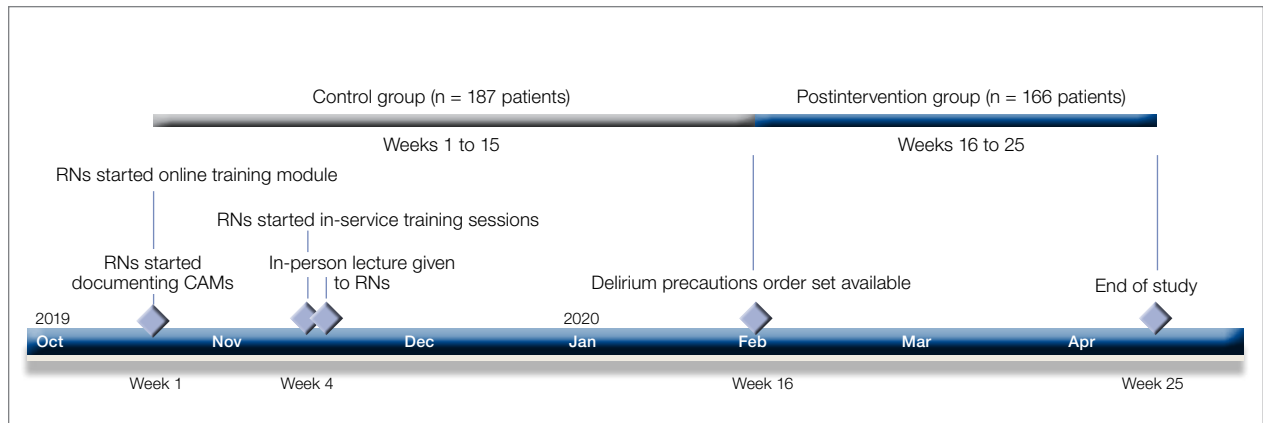 Control group (n = 187 patients)
Postintervention group (n = 166 patients)
Weeks 1 to 15
Weeks 16 to 25
RNs started online training module
RNs started in-service training sessions
RNs started
documenting CAMs
In-person lecture given
to RNs
Delirium precautions order set available
End of study
2019
2020
Oct
Nov
Dec
Jan
Feb
Mar
Apr
Week 1
Week 4
Week 16
Week 25